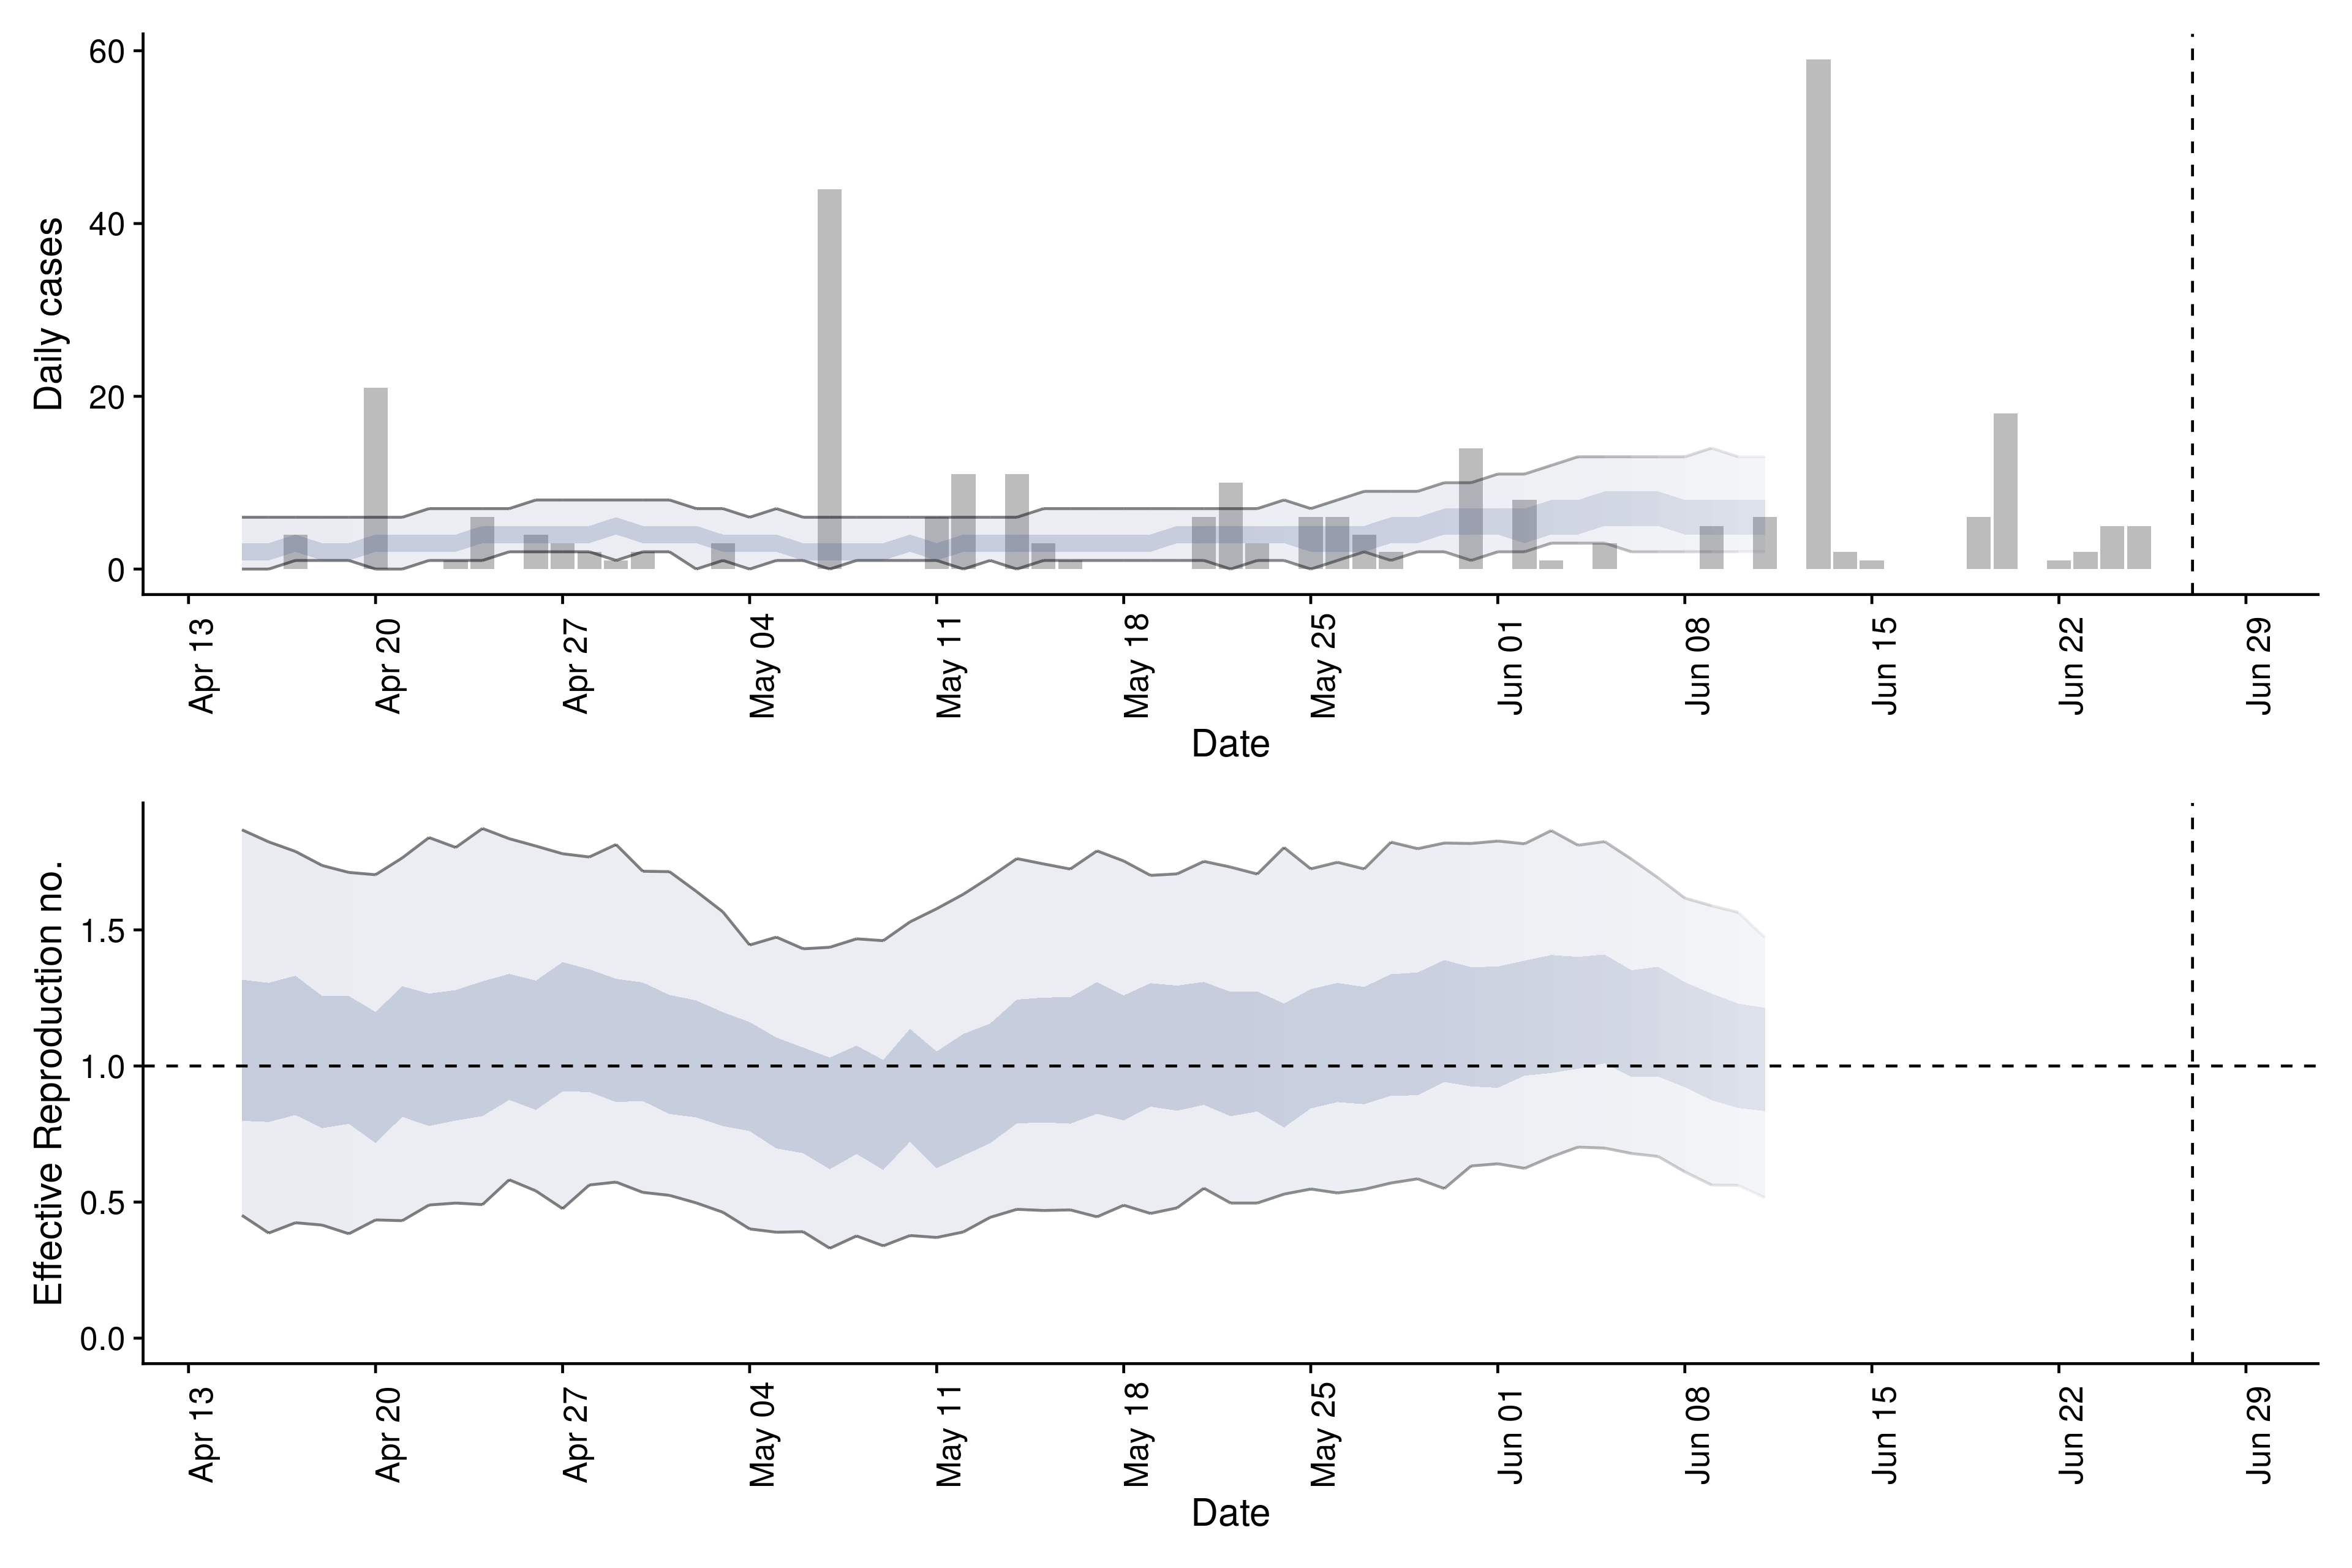 Daily cases
60
40
20
0
Apr 13
Apr 20
Apr 27
May 04
May 11
May 18
May 25
Jun 01
Jun 08
Jun 15
Jun 22
Jun 29
Date
Effective Reproduction no.
1.5
1.0
0.5
0.0
Apr 13
Apr 20
Apr 27
May 04
May 11
May 18
May 25
Jun 01
Jun 08
Jun 15
Jun 22
Jun 29
Date